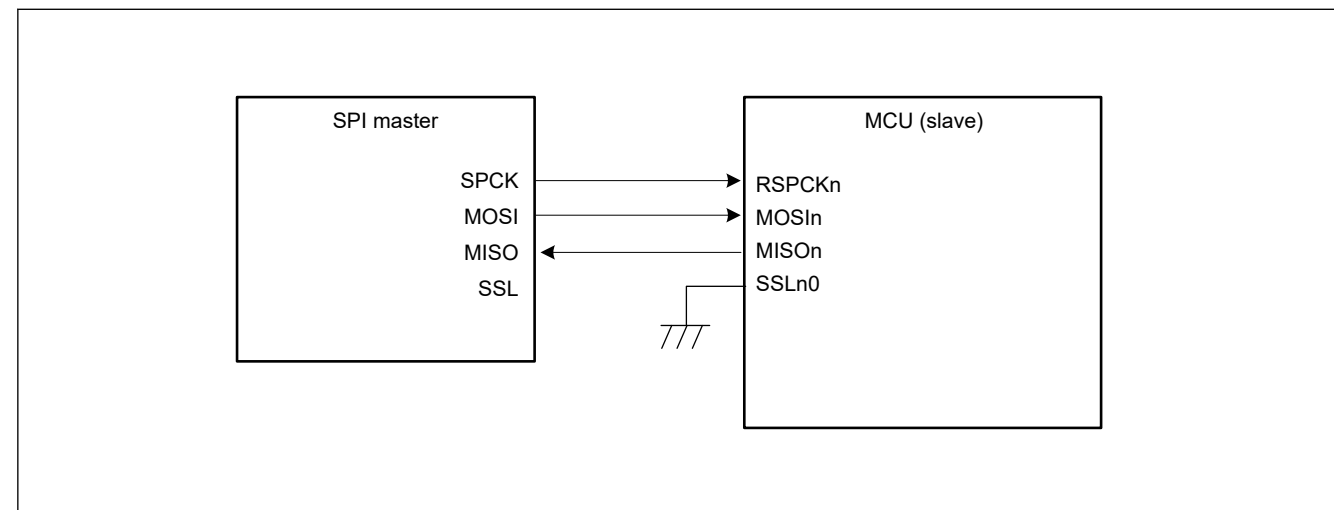 SPI master
SPCK
MOSI
MISO
SSL
MCU (slave)
RSPCKn
MOSIn
MISOn
SSLn0